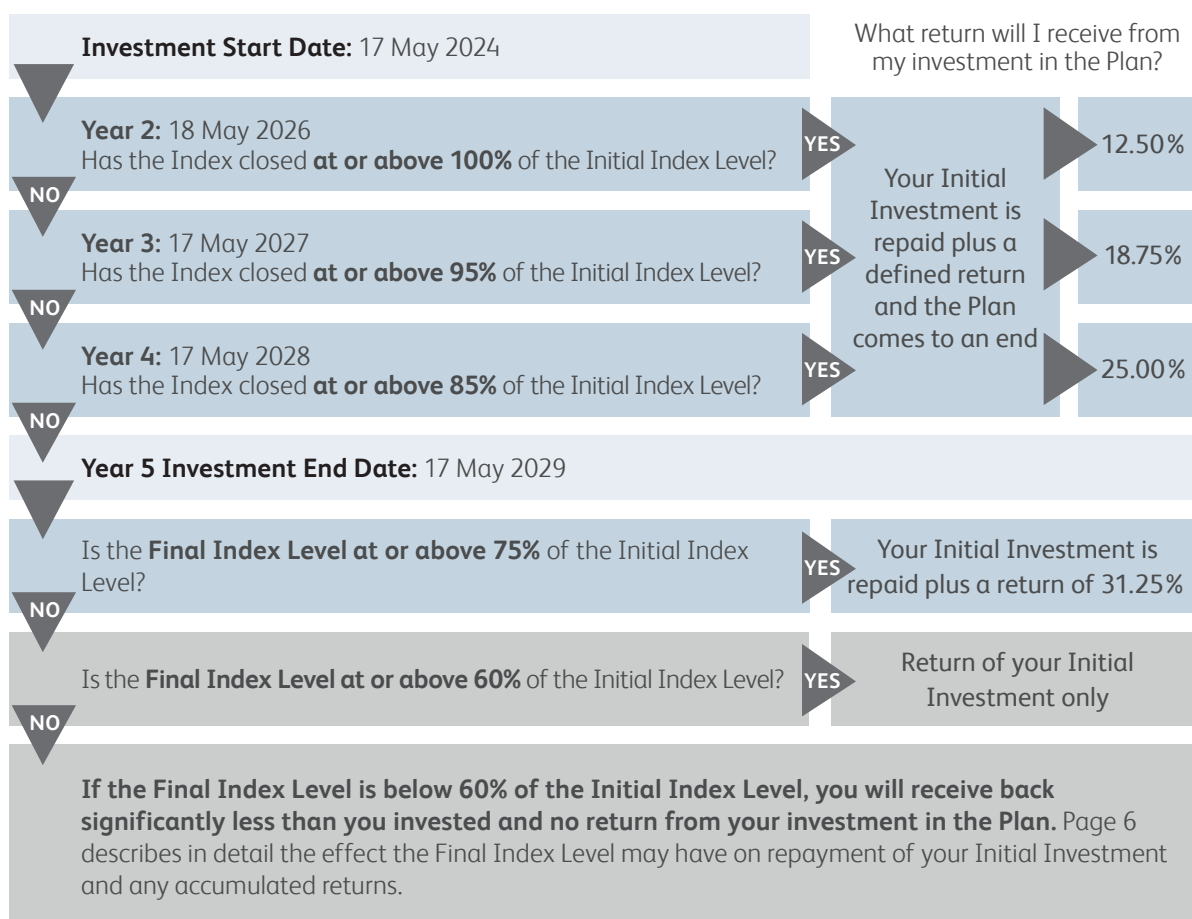 Investment Start Date: 17 May 2024
What return will I receive from
my investment in the Plan?
Year 2: 18 May 2026
Has the Index closed at or above 100% of the Initial Index Level?
YES
12.50%
NO
Year 3: 17 May 2027
Has the Index closed at or above 95% of the Initial Index Level?
YES
Your Initial
Investment is
repaid plus a
defined return
and the Plan
comes to an end
18.75%
NO
Year 4: 17 May 2028
Has the Index closed at or above 85% of the Initial Index Level?
YES
25.00%
NO
Year 5 Investment End Date: 17 May 2029
Is the Final Index Level at or above 75% of the Initial Index
Level?
YES
Your Initial Investment is
repaid plus a return of 31.25%
NO
Is the Final Index Level at or above 60% of the Initial Index Level?
YES
Return of your Initial
Investment only
NO
If the Final Index Level is below 60% of the Initial Index Level, you will receive back
significantly less than you invested and no return from your investment in the Plan. Page 6
describes in detail the effect the Final Index Level may have on repayment of your Initial Investment
and any accumulated returns.